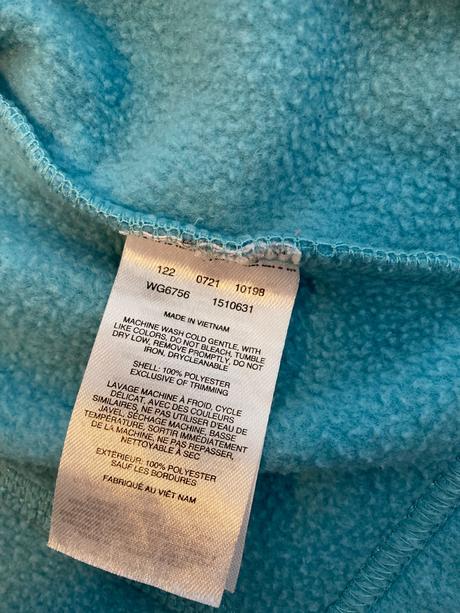 122 0721 10198
WG6756 1510631
MADE IN VIETNAM
MACHINE WASH COLD GENTLE, WITH
LIKE COLORS, DO NOT BLEACH, TUMBLE
DRY LOW, REMOVE PROMPTLY, DO NOT
IRON, DRYCLEANABLE
SHELL: 100% POLYESTER
EXCLUSIVE OF TRIMMING
LAVAGE MACHINE À FROID, CYCLE
DÉLICAT, AVEC DES COULEURS
SIMILAIRES, NE PAS UTILISER D'EAU DE
JAVEL, SÉCHAGE MACHINE, BASSE
TEMPÉRATURE, SORTIR IMMÉDIATEMENT
DE LA MACHINE, NE PAS REPASSER,
NETTOYABLE À SEC
EXTÉRIEUR: 100% POLYESTER
SAUF LES BORDURES
FABRIQUÉ AU VIÊT NAM